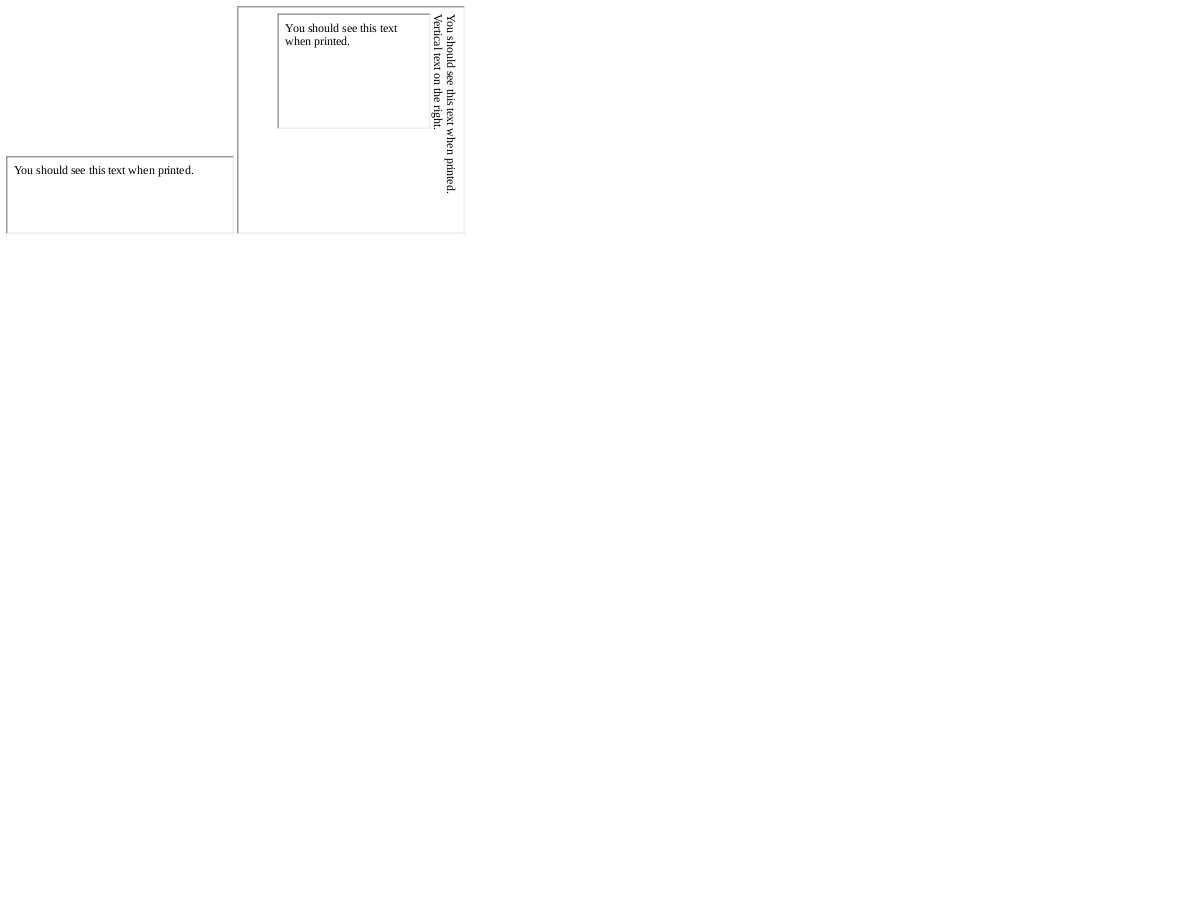 You should see this text when printed.
You should see this text
when printed.
You should see this text when printed.
Vertical text on the right.